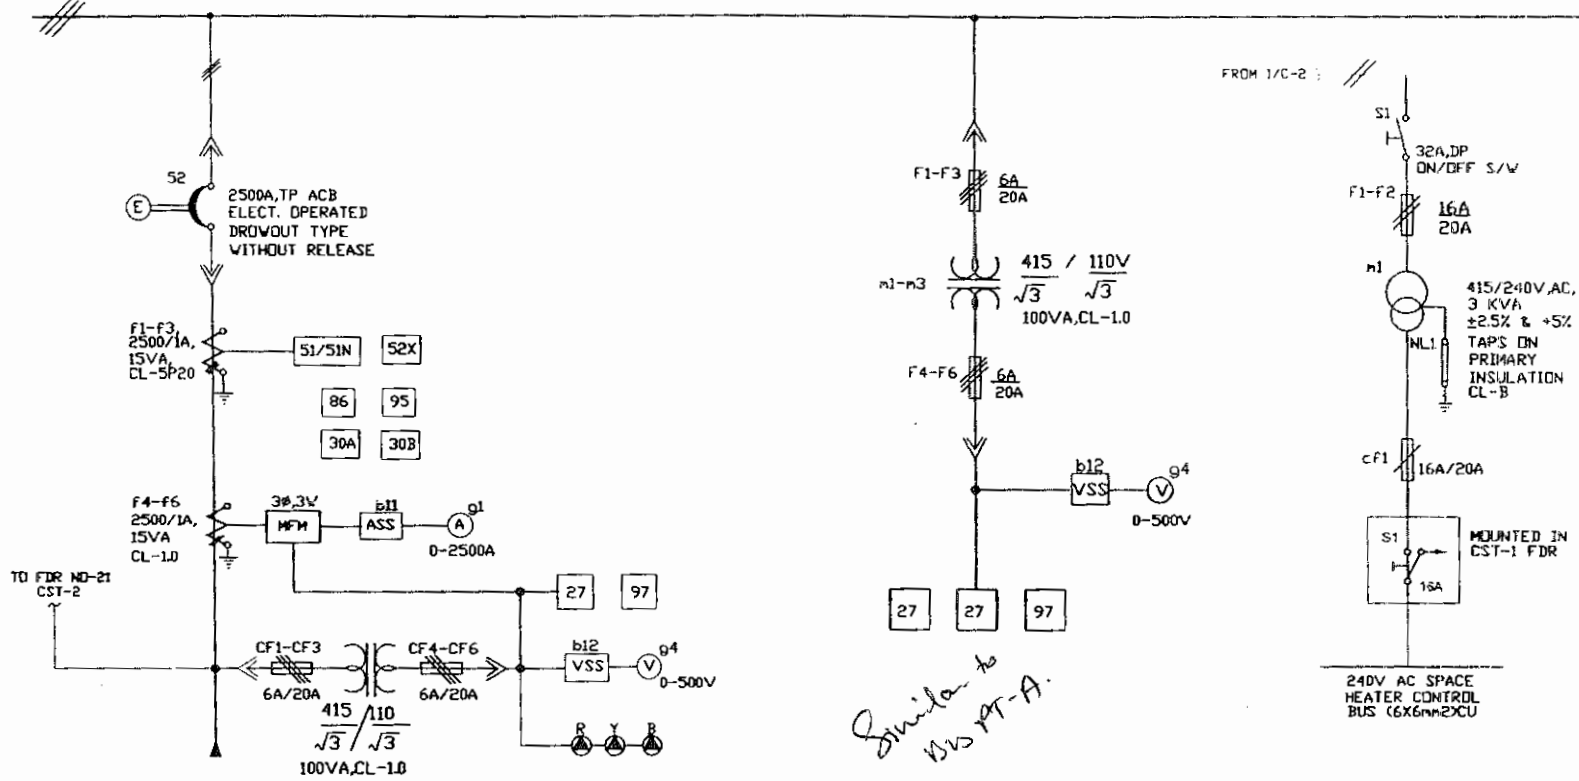 52
E
2500A,TP ACB
ELECT. OPERATED
DROWOUT TYPE
WITHOUT RELEASE
f1-f3,
2500/1A,
15VA,
CL-5P20
51/51N
52X
86
95
30A
30B
f4-f6
2500/1A,
15VA
CL-1.0
3Φ,3W
MFM
b11
ASS
g1
A
0-2500A
TO FDR NO-21
CST-2
27
97
CF1-CF3
6A/20A
CF4-CF6
6A/20A
b12
VSS
g4
V
0-500V
415/110
√3 √3
100VA,CL-1.0
R Y B
F1-F3
6A
20A
m1-m3
415 / 110V
√3 √3
100VA,CL-1.0
F4-F6
6A
20A
b12
VSS
g4
V
0-500V
27
27
97
Similar to
Bus PT-A.
FROM I/C-2
S1
32A,DP
ON/OFF S/W
F1-F2
16A
20A
m1
415/240V,AC,
3 KVA
±2.5% & +5%
TAPS ON
PRIMARY
INSULATION
CL-B
NL1
cf1
16A/20A
S1
16A
MOUNTED IN
CST-1 FDR
240V AC SPACE
HEATER CONTROL
BUS (6X6mm2)CU